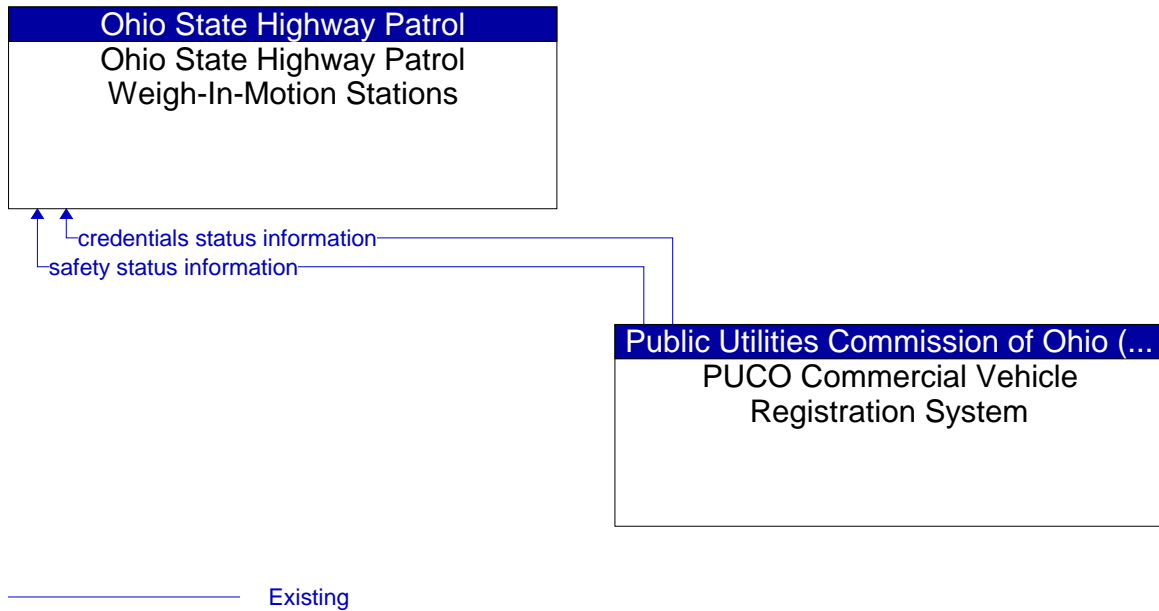 Ohio State Highway Patrol
Ohio State Highway Patrol
Weigh-In-Motion Stations
credentials status information
safety status information
Public Utilities Commission of Ohio (...
PUCO Commercial Vehicle
Registration System
Existing